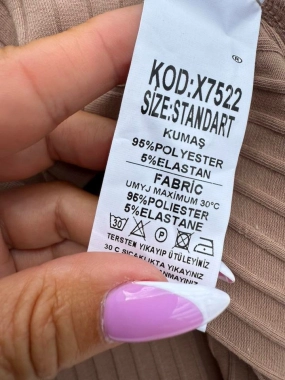 ®
KOD:X7522
SIZE:STANDART
KUMAŞ
95%POLYESTER
5%ELASTAN
FABRIC
UMYJ MAXIMUM 30°C
95%POLIESTER
5%ELASTANE
30
P
TERSTEN YIKAYIP ÜTÜLEYİNİZ
30 C SICAKLIKTA YIKAYINIZ